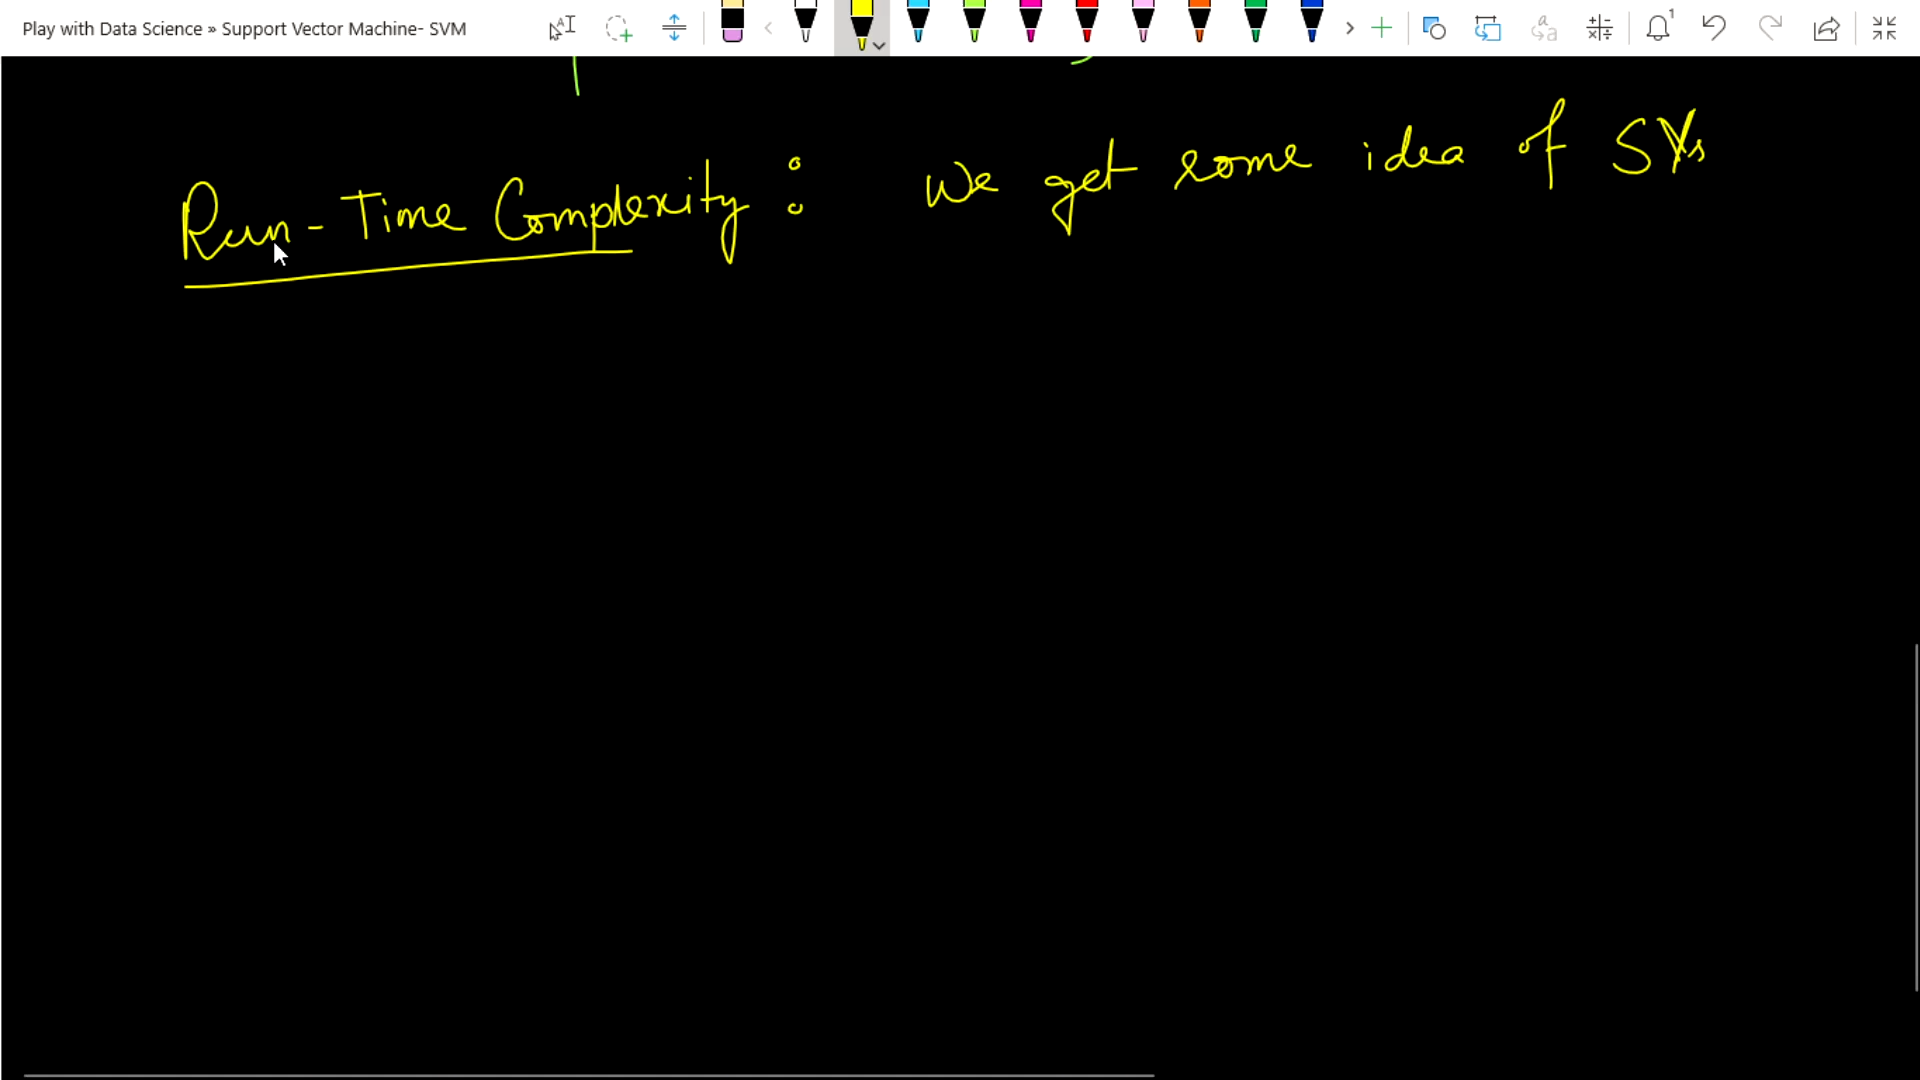 Play with Data Science » Support Vector Machine- SVM
Run-Time Complexity : We get some idea of SVs